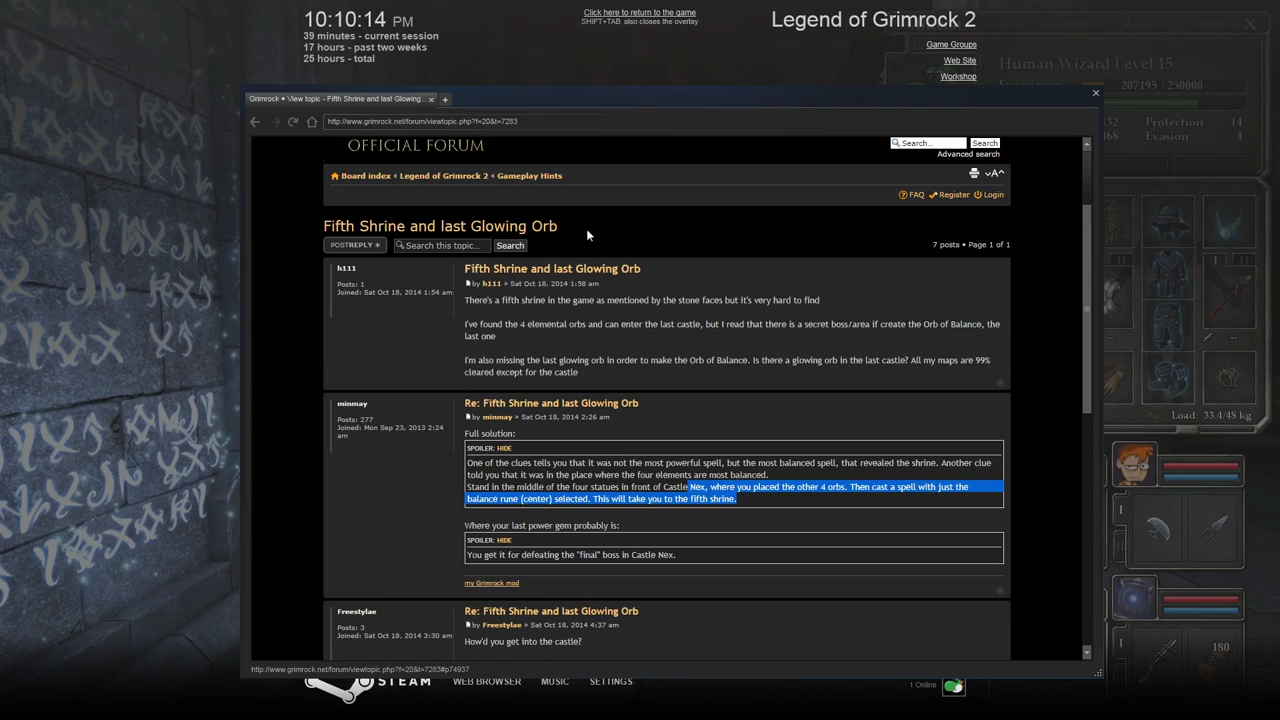 10:10:14 PM
39 minutes - current session
17 hours - past two weeks
25 hours - total
Click here to return to the game
SHIFT+TAB also closes the overlay
Legend of Grimrock 2
Game Groups
Web Site
Workshop
Human Wizard Level 15
207195 / 250000
Protection 14
Evasion 4
Load: 33.4/48 kg
180
Grimrock • View topic - Fifth Shrine and last Glowing...
http://www.grimrock.net/forum/viewtopic.php?f=20&t=7283
OFFICIAL FORUM
Search... Search
Advanced search
Board index ‹ Legend of Grimrock 2 ‹ Gameplay Hints
FAQ Register Login
Fifth Shrine and last Glowing Orb
POSTREPLY Search this topic... Search
7 posts • Page 1 of 1
h111
Posts: 1
Joined: Sat Oct 18, 2014 1:54 am
Fifth Shrine and last Glowing Orb
by h111 » Sat Oct 18, 2014 1:58 am
There's a fifth shrine in the game as mentioned by the stone faces but it's very hard to find
I've found the 4 elemental orbs and can enter the last castle, but I read that there is a secret boss/area if create the Orb of Balance, the
last one
I'm also missing the last glowing orb in order to make the Orb of Balance. Is there a glowing orb in the last castle? All my maps are 99%
cleared except for the castle
minmay
Posts: 277
Joined: Mon Sep 23, 2013 2:24
am
Re: Fifth Shrine and last Glowing Orb
by minmay » Sat Oct 18, 2014 2:26 am
Full solution:
SPOILER: HIDE
One of the clues tells you that it was not the most powerful spell, but the most balanced spell, that revealed the shrine. Another clue
told you that it was in the place where the four elements are most balanced.
Stand in the middle of the four statues in front of Castle Nex, where you placed the other 4 orbs. Then cast a spell with just the
balance rune (center) selected. This will take you to the fifth shrine.
Where your last power gem probably is:
SPOILER: HIDE
You get it for defeating the "final" boss in Castle Nex.
my Grimrock mod
Freestylae
Posts: 3
Joined: Sat Oct 18, 2014 3:30 am
Re: Fifth Shrine and last Glowing Orb
by Freestylae » Sat Oct 18, 2014 4:37 am
How'd you get into the castle?
http://www.grimrock.net/forum/viewtopic.php?f=20&t=7283#p74937
STEAM
WEB BROWSER MUSIC SETTINGS
1 Online